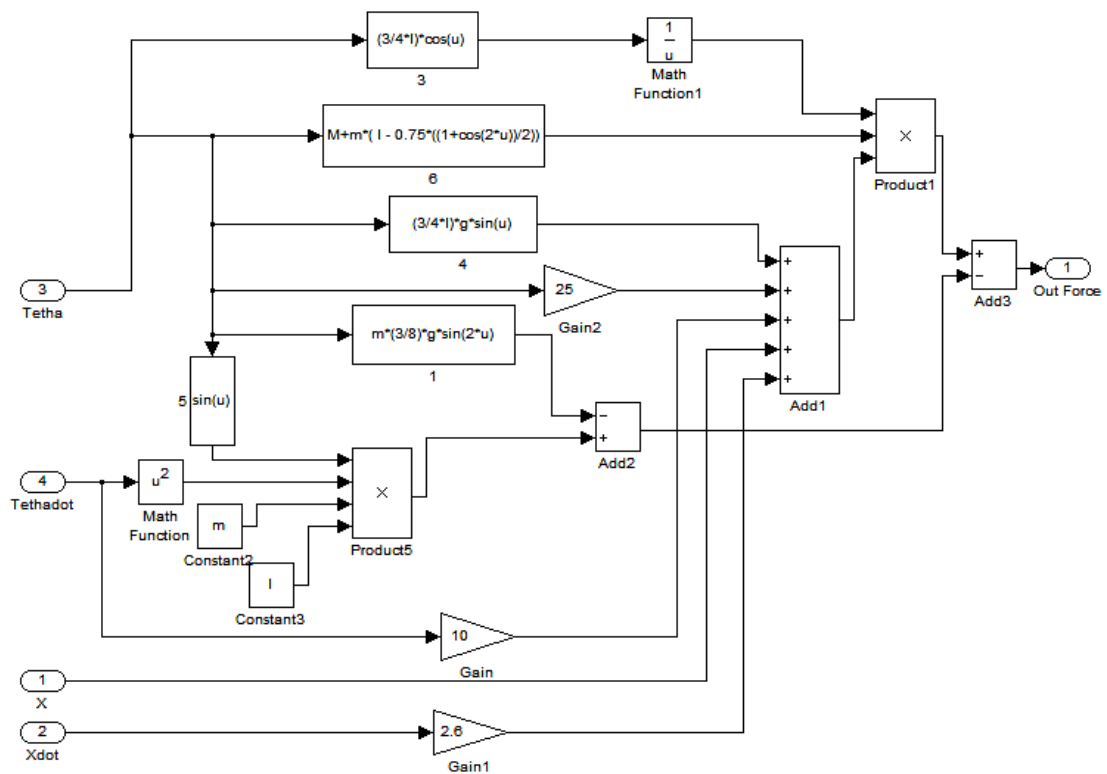 (3/4*l)*cos(u)
3
1
u
Math
Function1
M+m*( l - 0.75*((1+cos(2*u))/2))
6
×
Product1
(3/4*l)*g*sin(u)
4
+
+
+
+
+
Add1
+
−
Add3
1
Out Force
3
Tetha
25
Gain2
m*(3/8)*g*sin(2*u)
1
5
sin(u)
−
+
Add2
4
Tethadot
u2
Math
Function
×
Product5
m
Constant2
l
Constant3
10
Gain
1
X
2
Xdot
2.6
Gain1